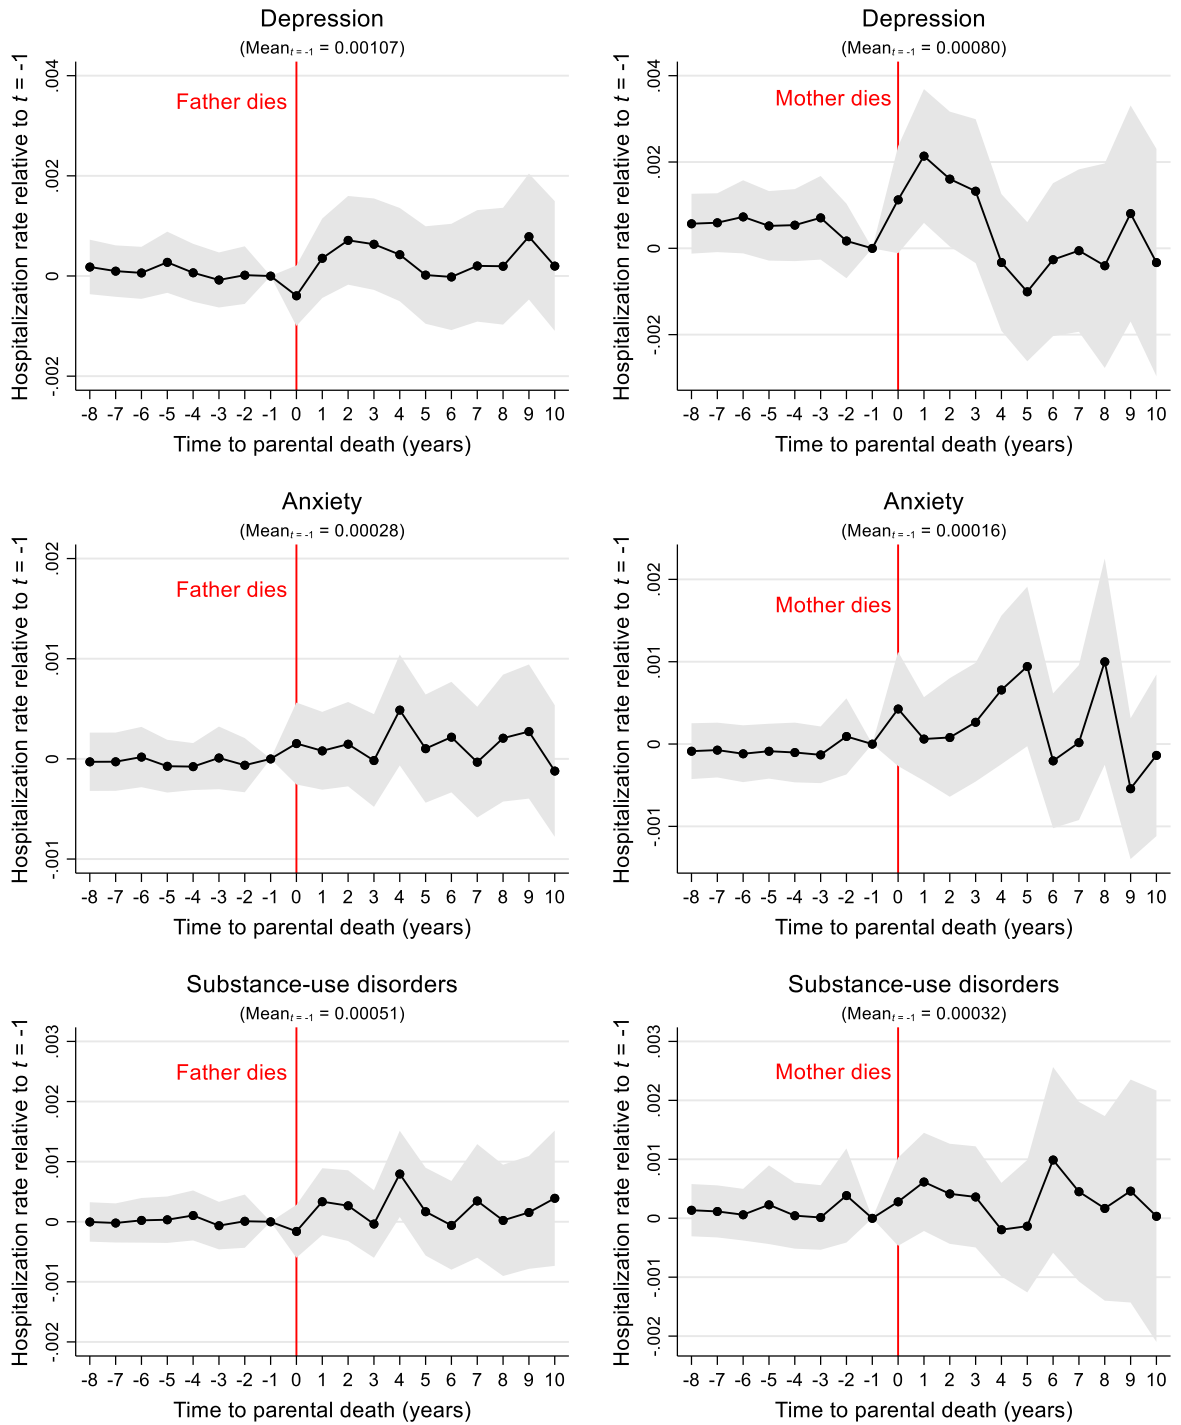 Depression
(Mean t = -1 = 0.00107)
Hospitalization rate relative to t = -1
.004
.002
0
-.002
Father dies
-8 -7 -6 -5 -4 -3 -2 -1 0 1 2 3 4 5 6 7 8 9 10
Time to parental death (years)
Depression
(Mean t = -1 = 0.00080)
Hospitalization rate relative to t = -1
.004
.002
0
-.002
Mother dies
-8 -7 -6 -5 -4 -3 -2 -1 0 1 2 3 4 5 6 7 8 9 10
Time to parental death (years)
Anxiety
(Mean t = -1 = 0.00028)
Hospitalization rate relative to t = -1
.002
.001
0
-.001
Father dies
-8 -7 -6 -5 -4 -3 -2 -1 0 1 2 3 4 5 6 7 8 9 10
Time to parental death (years)
Anxiety
(Mean t = -1 = 0.00016)
Hospitalization rate relative to t = -1
.002
.001
0
-.001
Mother dies
-8 -7 -6 -5 -4 -3 -2 -1 0 1 2 3 4 5 6 7 8 9 10
Time to parental death (years)
Substance-use disorders
(Mean t = -1 = 0.00051)
Hospitalization rate relative to t = -1
.003
.002
.001
0
-.001
-.002
Father dies
-8 -7 -6 -5 -4 -3 -2 -1 0 1 2 3 4 5 6 7 8 9 10
Time to parental death (years)
Substance-use disorders
(Mean t = -1 = 0.00032)
Hospitalization rate relative to t = -1
.003
.002
.001
0
-.001
-.002
Mother dies
-8 -7 -6 -5 -4 -3 -2 -1 0 1 2 3 4 5 6 7 8 9 10
Time to parental death (years)